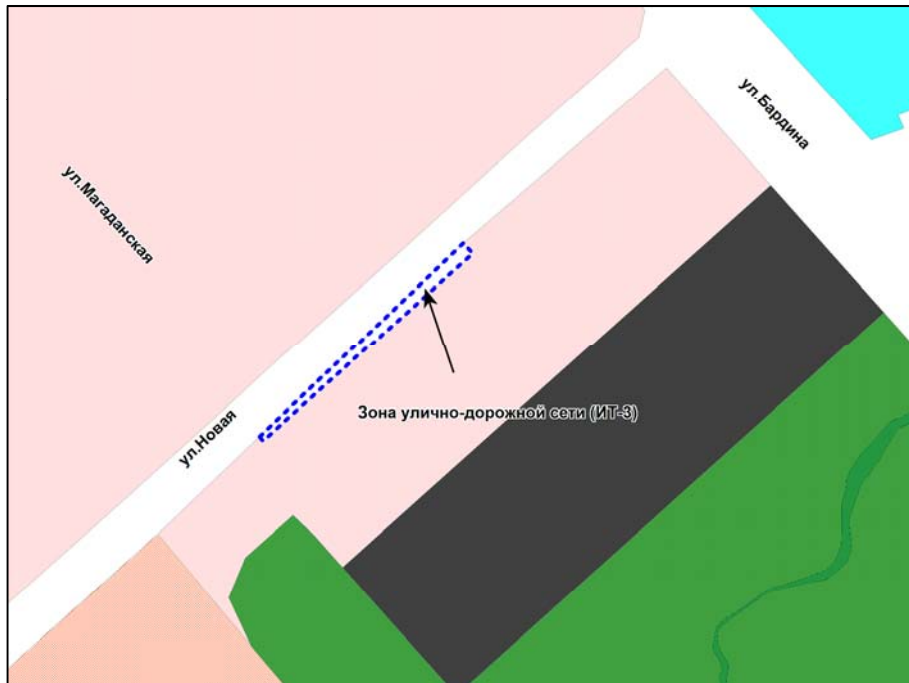 ул.Бардина
ул.Магаданская
Зона улично-дорожной сети (ИТ-3)
ул.Новая